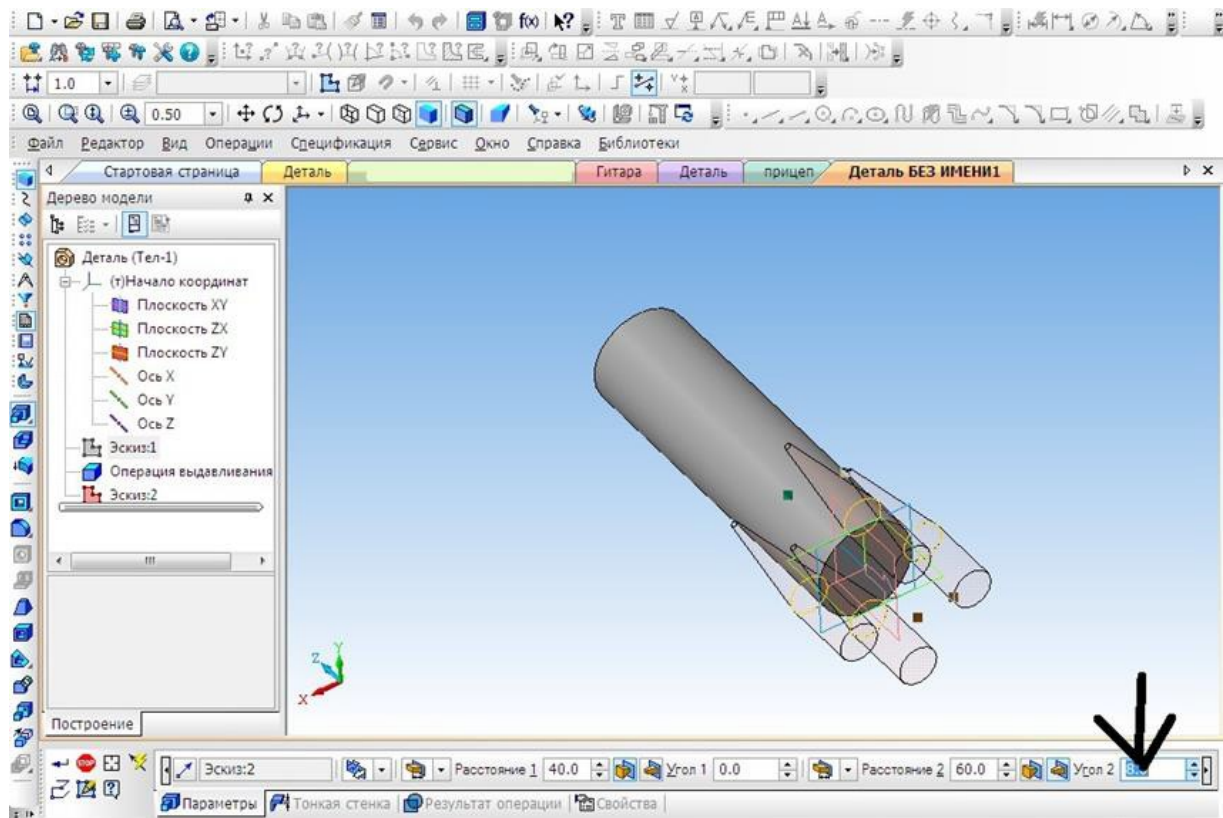 f(x)
1.0
0.50
Файл Редактор Вид Операции Спецификация Сервис Окно Справка Библиотеки
Стартовая страница Деталь Гитара Деталь прицеп Деталь БЕЗ ИМЕНИ1
Дерево модели
Деталь (Тел-1)
(т)Начало координат
Плоскость XY
Плоскость ZX
Плоскость ZY
Ось X
Ось Y
Ось Z
Эскиз:1
Операция выдавливания
Эскиз:2
Z Y
X
Построение
Эскиз:2 Расстояние 1 40.0 Угол 1 0.0 Расстояние 2 60.0 Угол 2
STOP
Параметры Тонкая стенка Результат операции Свойства